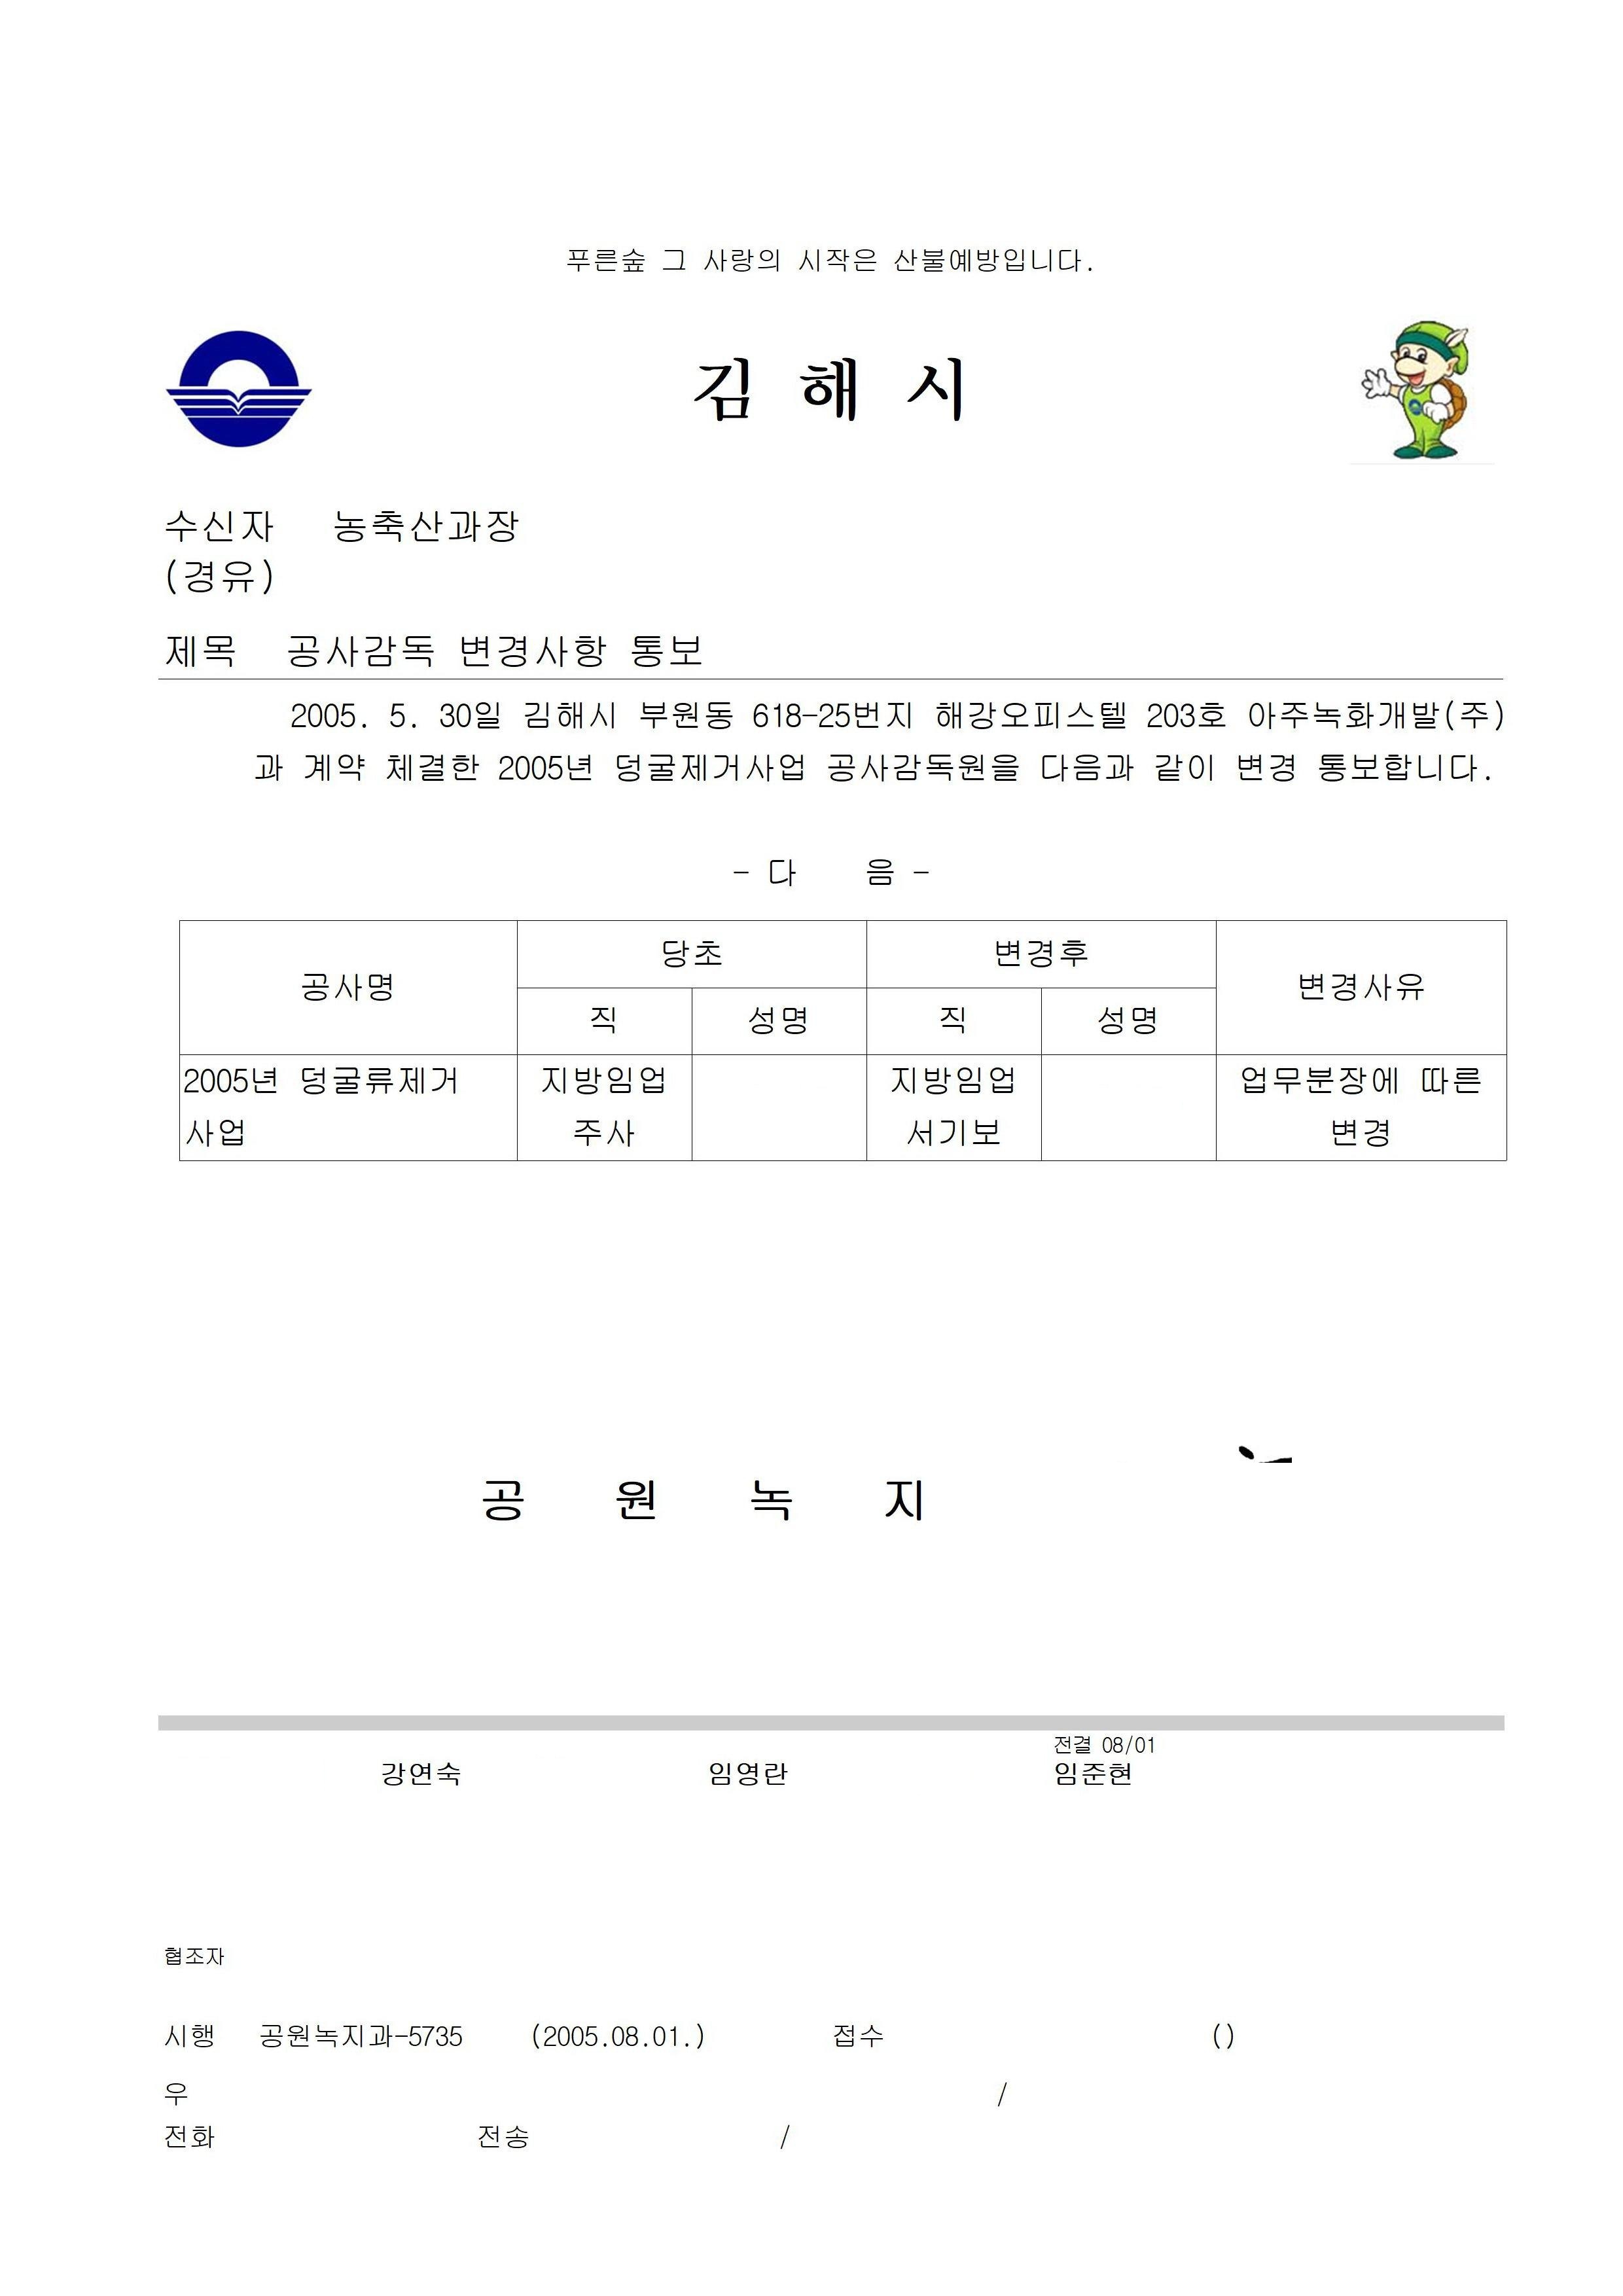 푸른숲 그 사랑의 시작은 산불예방입니다.
김 해 시
수신자 농축산과장
(경유)
제목 공사감독 변경사항 통보
2005. 5. 30일 김해시 부원동 618-25번지 해강오피스텔 203호 아주녹화개발(주)
과 계약 체결한 2005년 덩굴제거사업 공사감독원을 다음과 같이 변경 통보합니다.
- 다 음 -
공사명 당초 변경후 변경사유
직 성명 직 성명
2005년 덩굴류제거 지방임업 지방임업 업무분장에 따른
사업 주사 서기보 변경
공 원 녹 지
전결 08/01
강연숙 임영란 임준현
협조자
시행 공원녹지과-5735 (2005.08.01.) 접수 ()
우 /
전화 전송 /